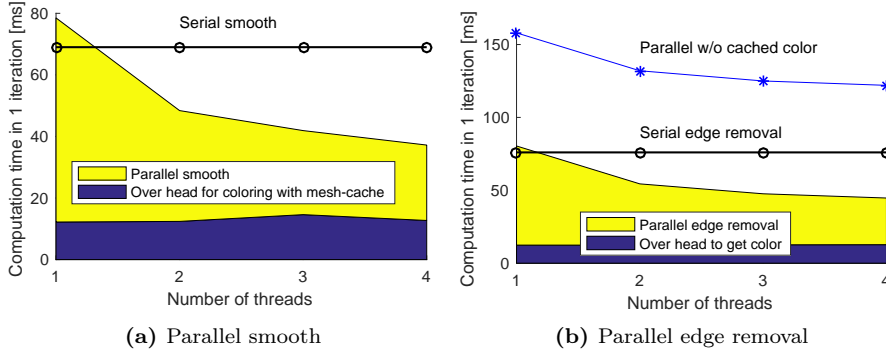 Computation time in 1 iteration [ms]
80
60
40
20
0
Serial smooth
Parallel smooth
Over head for coloring with mesh-cache
1 2 3 4
Number of threads
(a) Parallel smooth
Computation time in 1 iteration [ms]
150
100
50
0
Parallel w/o cached color
Serial edge removal
Parallel edge removal
Over head to get color
1 2 3 4
Number of threads
(b) Parallel edge removal